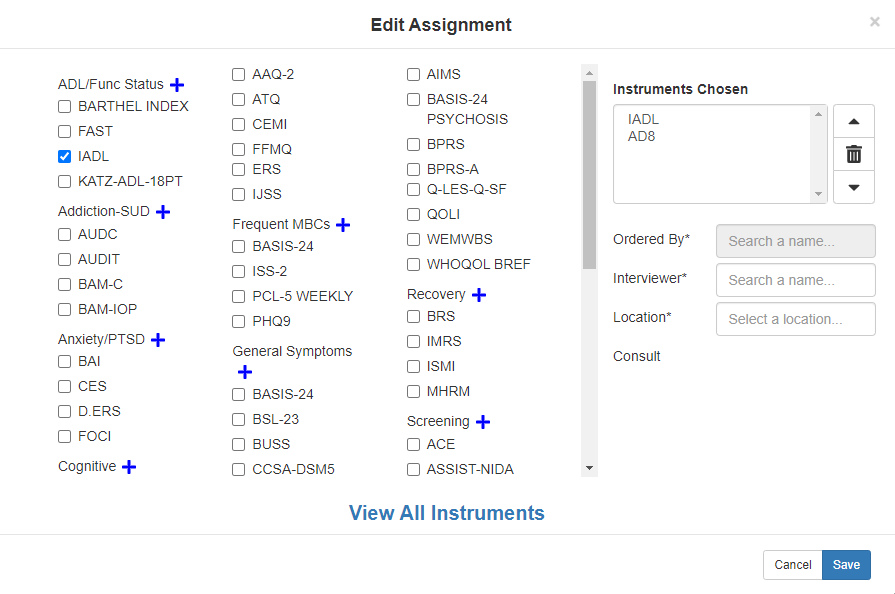 Edit Assignment
×
ADL/Func Status
BARTHEL INDEX
FAST
IADL
KATZ-ADL-18PT
Addiction-SUD
AUDC
AUDIT
BAM-C
BAM-IOP
Anxiety/PTSD
BAI
CES
D.ERS
FOCI
Cognitive
AAQ-2
ATQ
CEMI
FFMQ
ERS
IJSS
Frequent MBCs
BASIS-24
ISS-2
PCL-5 WEEKLY
PHQ9
General Symptoms
BASIS-24
BSL-23
BUSS
CCSA-DSM5
AIMS
BASIS-24
PSYCHOSIS
BPRS
BPRS-A
Q-LES-Q-SF
QOLI
WEMWBS
WHOQOL BREF
Recovery
BRS
IMRS
ISMI
MHRM
Screening
ACE
ASSIST-NIDA
Instruments Chosen
IADL
AD8
Ordered By* Search a name...
Interviewer* Search a name...
Location* Select a location...
Consult
View All Instruments
Cancel Save